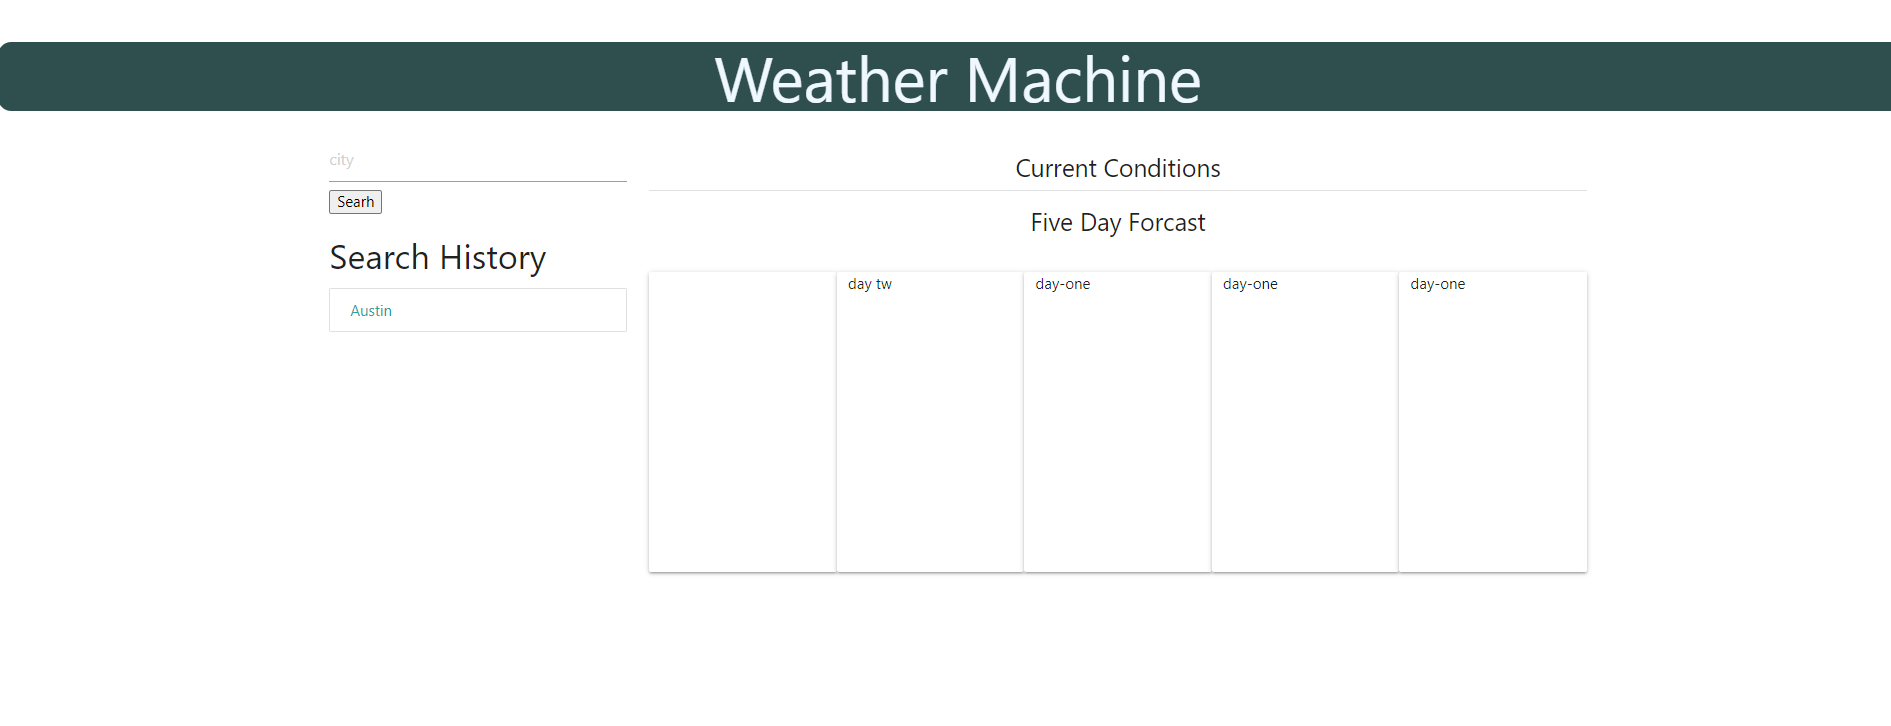 Weather Machine
city
Searh
Search History
Austin
Current Conditions
Five Day Forcast
day tw
day-one
day-one
day-one